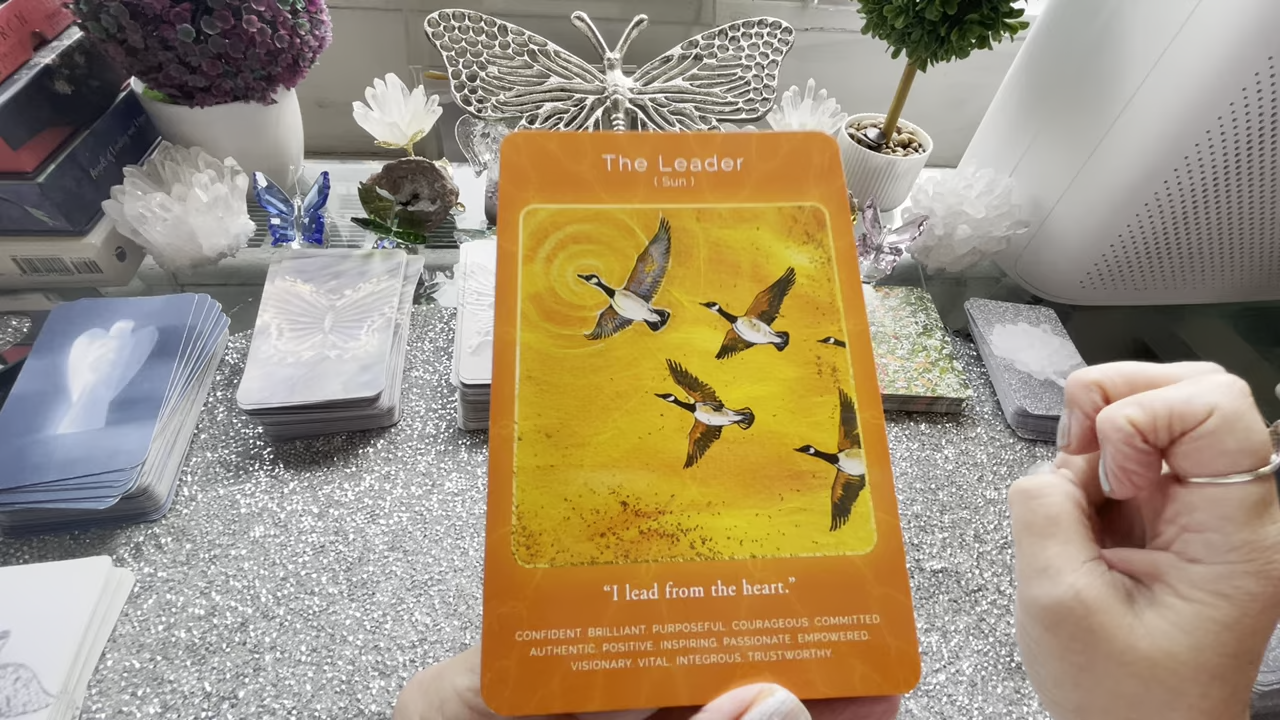 The Leader
( Sun )
“I lead from the heart.”
CONFIDENT. BRILLIANT. PURPOSEFUL. COURAGEOUS. COMMITTED
AUTHENTIC. POSITIVE. INSPIRING. PASSIONATE. EMPOWERED.
VISIONARY. VITAL. INTEGROUS. TRUSTWORTHY.